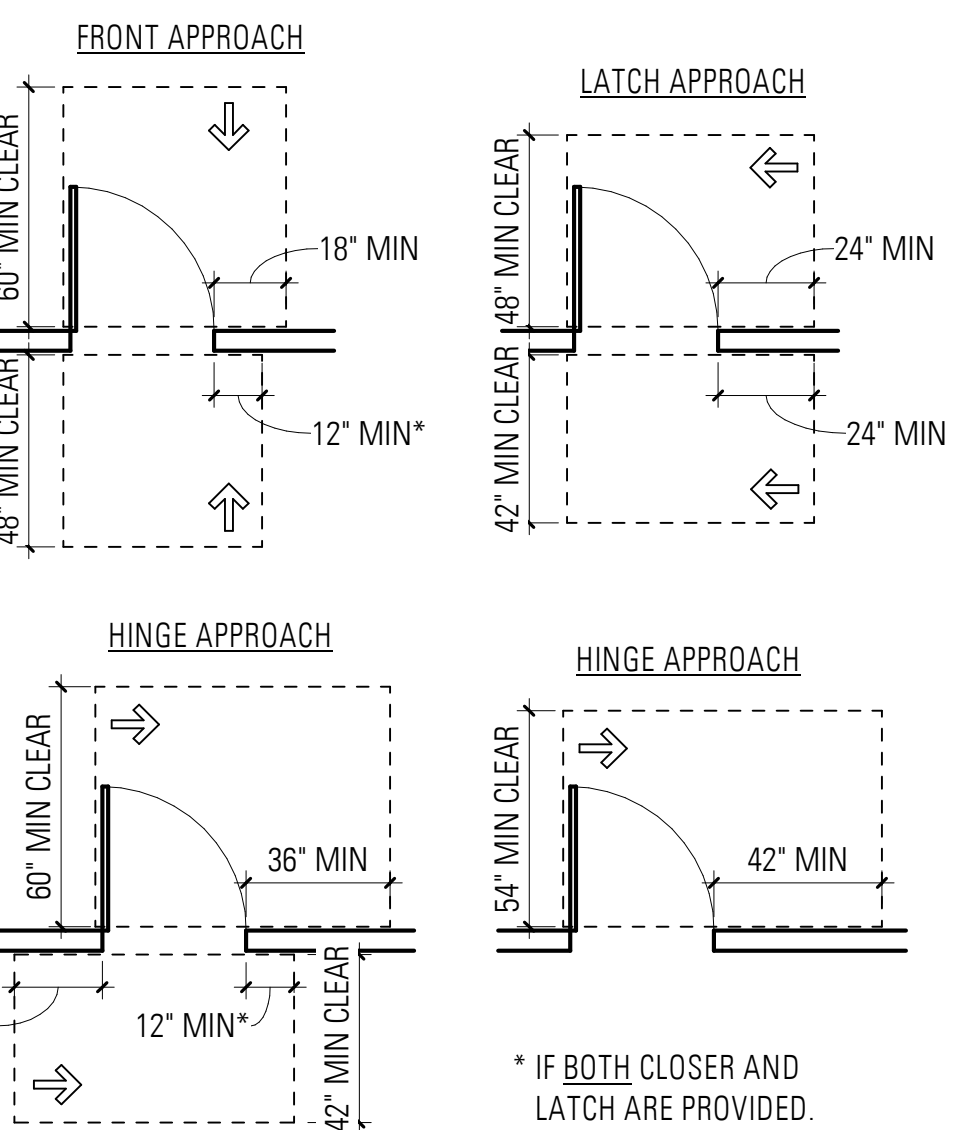 FRONT APPROACH
60" MIN CLEAR
18" MIN
48" MIN CLEAR
12" MIN*
LATCH APPROACH
48" MIN CLEAR
24" MIN
42" MIN CLEAR
24" MIN
HINGE APPROACH
60" MIN CLEAR
36" MIN
12" MIN*
42" MIN CLEAR
HINGE APPROACH
54" MIN CLEAR
42" MIN
* IF BOTH CLOSER AND
LATCH ARE PROVIDED.